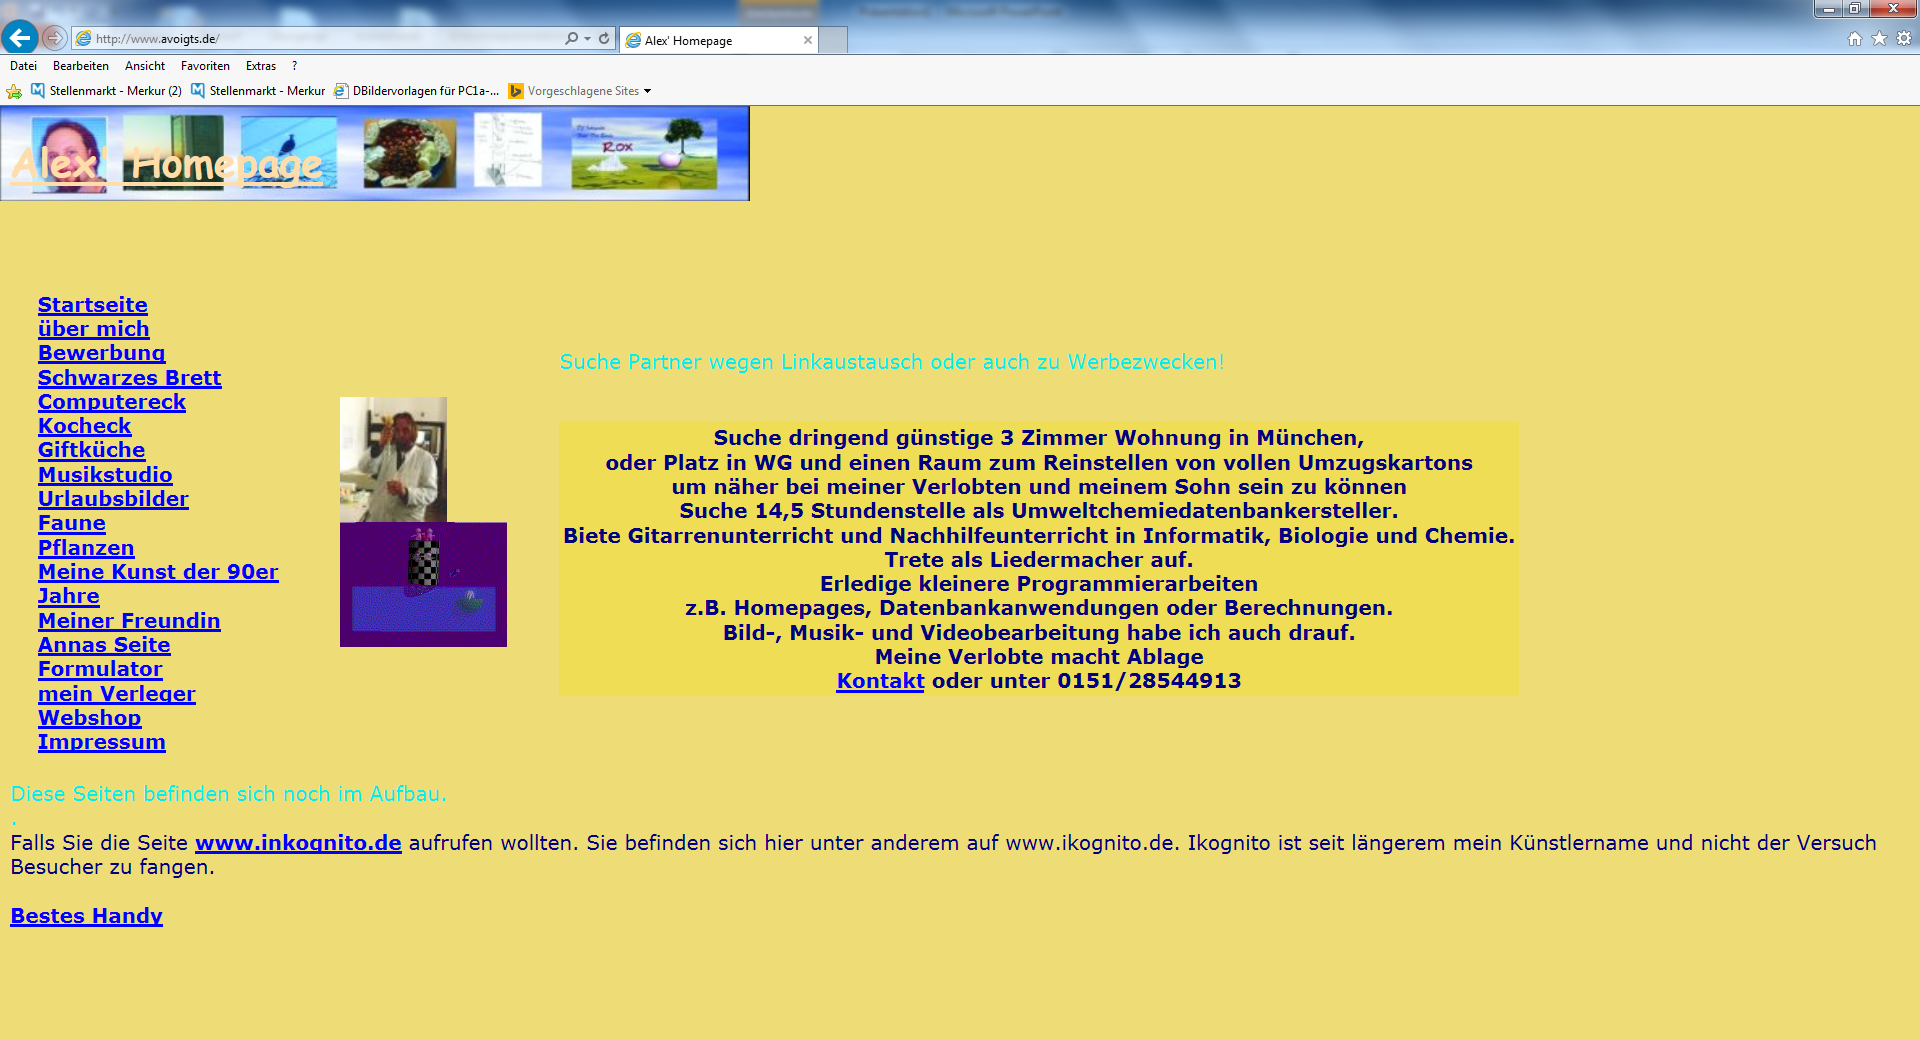 http://www.avoigts.de/
Alex' Homepage
Datei Bearbeiten Ansicht Favoriten Extras ?
Stellenmarkt - Merkur (2) Stellenmarkt - Merkur DBildervorlagen für PC1a-... Vorgeschlagene Sites
Alex' Homepage
ROX
Startseite
über mich
Bewerbung
Schwarzes Brett
Computereck
Kocheck
Giftküche
Musikstudio
Urlaubsbilder
Faune
Pflanzen
Meine Kunst der 90er
Jahre
Meiner Freundin
Annas Seite
Formulator
mein Verleger
Webshop
Impressum
Suche Partner wegen Linkaustausch oder auch zu Werbezwecken!
Suche dringend günstige 3 Zimmer Wohnung in München,
oder Platz in WG und einen Raum zum Reinstellen von vollen Umzugskartons
um näher bei meiner Verlobten und meinem Sohn sein zu können
Suche 14,5 Stundenstelle als Umweltchemiedatenbankersteller.
Biete Gitarrenunterricht und Nachhilfeunterricht in Informatik, Biologie und Chemie.
Trete als Liedermacher auf.
Erledige kleinere Programmierarbeiten
z.B. Homepages, Datenbankanwendungen oder Berechnungen.
Bild-, Musik- und Videobearbeitung habe ich auch drauf.
Meine Verlobte macht Ablage
Kontakt oder unter 0151/28544913
Diese Seiten befinden sich noch im Aufbau.
.
Falls Sie die Seite www.inkognito.de aufrufen wollten. Sie befinden sich hier unter anderem auf www.ikognito.de. Ikognito ist seit längerem mein Künstlername und nicht der Versuch
Besucher zu fangen.
Bestes Handy